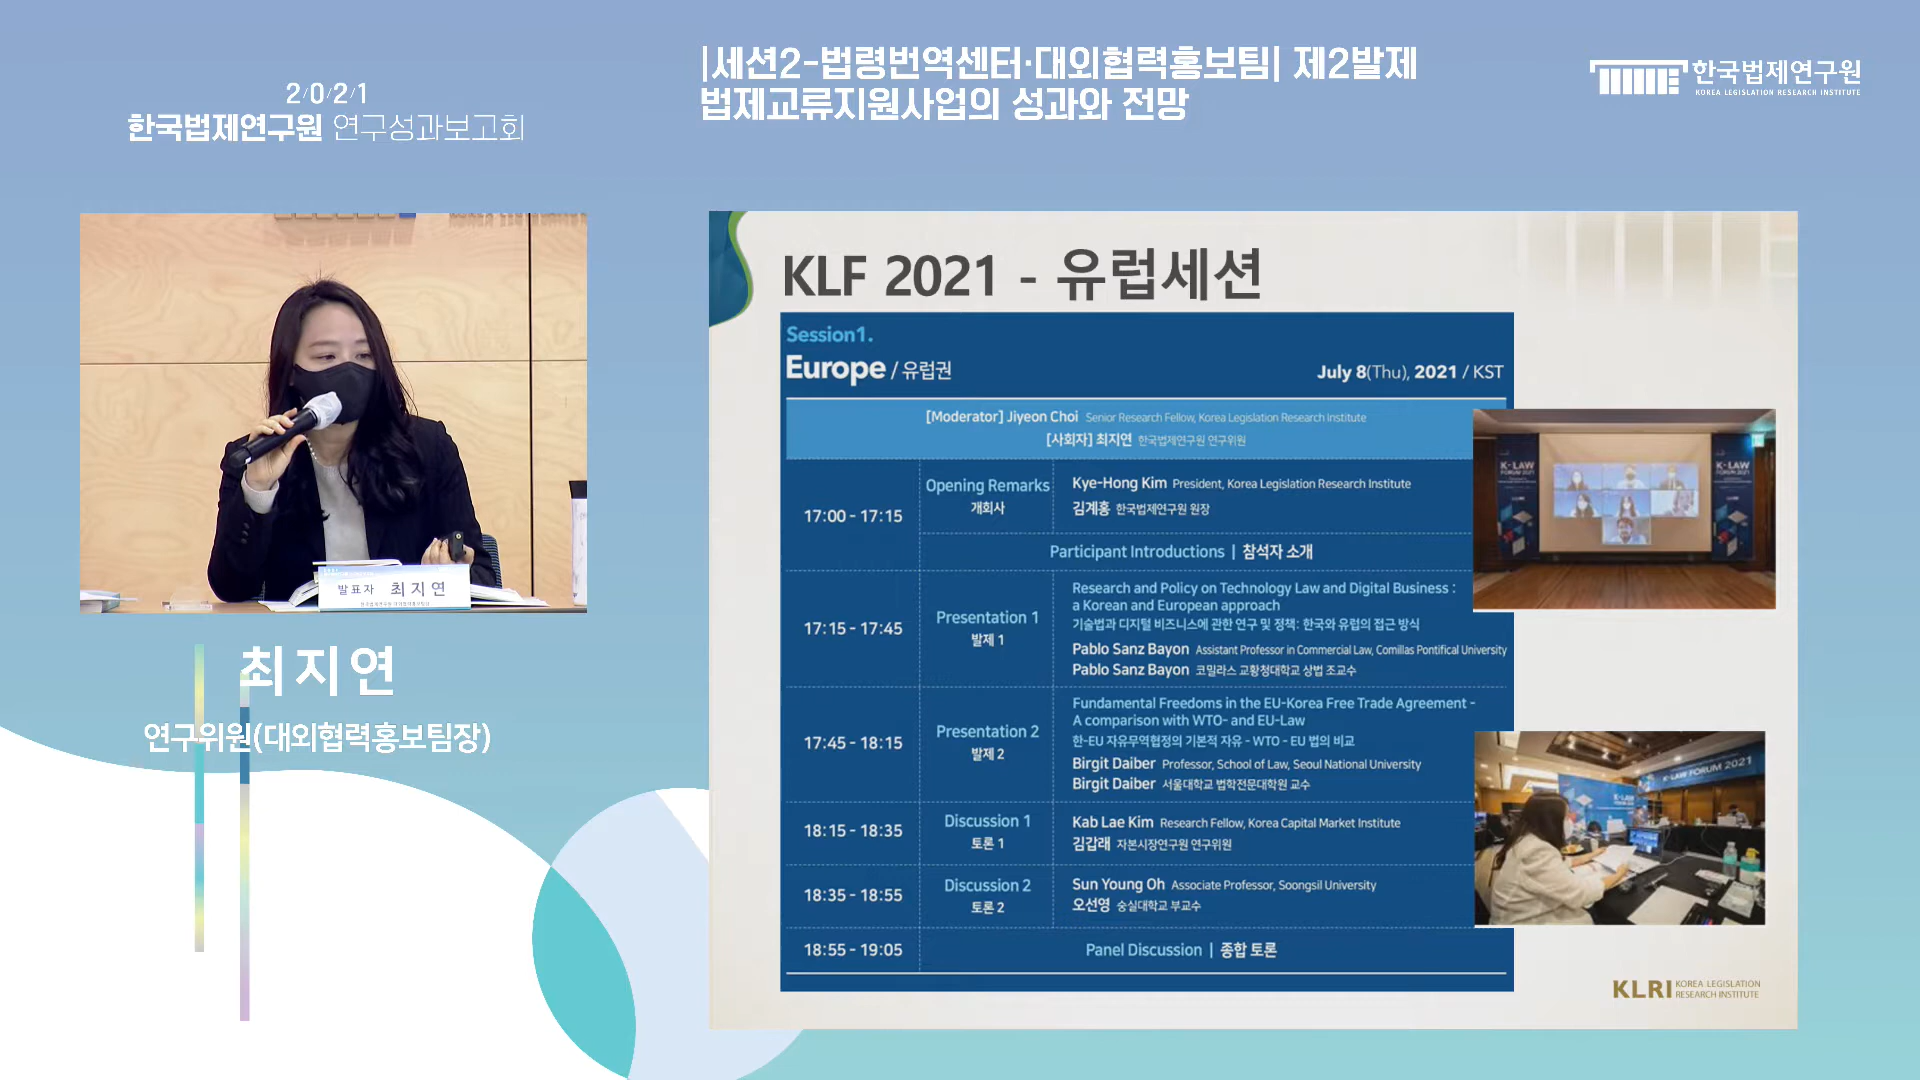 2/0/2/1
한국법제연구원 연구성과보고회
|세션2-법령번역센터·대외협력홍보팀| 제2발제
법제교류지원사업의 성과와 전망
한국법제연구원
KOREA LEGISLATION RESEARCH INSTITUTE
발표자 최지연
최지연
연구위원(대외협력홍보팀장)
KLF 2021 - 유럽세션
Session1.
Europe / 유럽권
July 8(Thu), 2021 / KST
[Moderator] Jiyeon Choi Senior Research Fellow, Korea Legislation Research Institute
[사회자] 최지연 한국법제연구원 연구위원
17:00 - 17:15
Opening Remarks
개회사
Kye-Hong Kim President, Korea Legislation Research Institute
김계홍 한국법제연구원 원장
Participant Introductions | 참석자 소개
17:15 - 17:45
Presentation 1
발제 1
Research and Policy on Technology Law and Digital Business :
a Korean and European approach
기술법과 디지털 비즈니스에 관한 연구 및 정책: 한국와 유럽의 접근 방식
Pablo Sanz Bayon Assistant Professor in Commercial Law, Comillas Pontifical University
Pablo Sanz Bayon 코밀라스 교황청대학교 상법 조교수
17:45 - 18:15
Presentation 2
발제 2
Fundamental Freedoms in the EU-Korea Free Trade Agreement -
A comparison with WTO- and EU-Law
한-EU 자유무역협정의 기본적 자유 - WTO - EU 법의 비교
Birgit Daiber Professor, School of Law, Seoul National University
Birgit Daiber 서울대학교 법학전문대학원 교수
18:15 - 18:35
Discussion 1
토론 1
Kab Lae Kim Research Fellow, Korea Capital Market Institute
김갑래 자본시장연구원 연구위원
18:35 - 18:55
Discussion 2
토론 2
Sun Young Oh Associate Professor, Soongsil University
오선영 숭실대학교 부교수
18:55 - 19:05
Panel Discussion | 종합 토론
K-LAW
FORUM 2021
K-LAW
FORUM 2021
K-LAW FORUM 2021
K-LAW
KLRI KOREA LEGISLATION
RESEARCH INSTITUTE